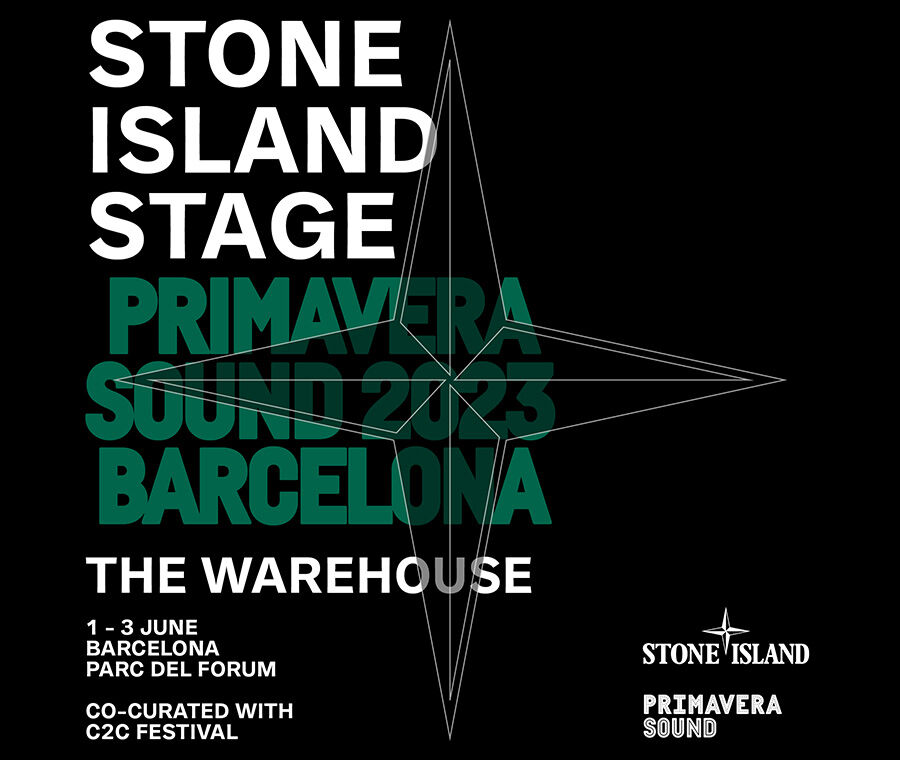 STONE
ISLAND
STAGE
PRIMAVERA
SOUND 2023
BARCELONA
THE WAREHOUSE
1 – 3 JUNE
BARCELONA
PARC DEL FORUM
CO-CURATED WITH
C2C FESTIVAL
STONE ISLAND
PRIMAVERA
SOUND